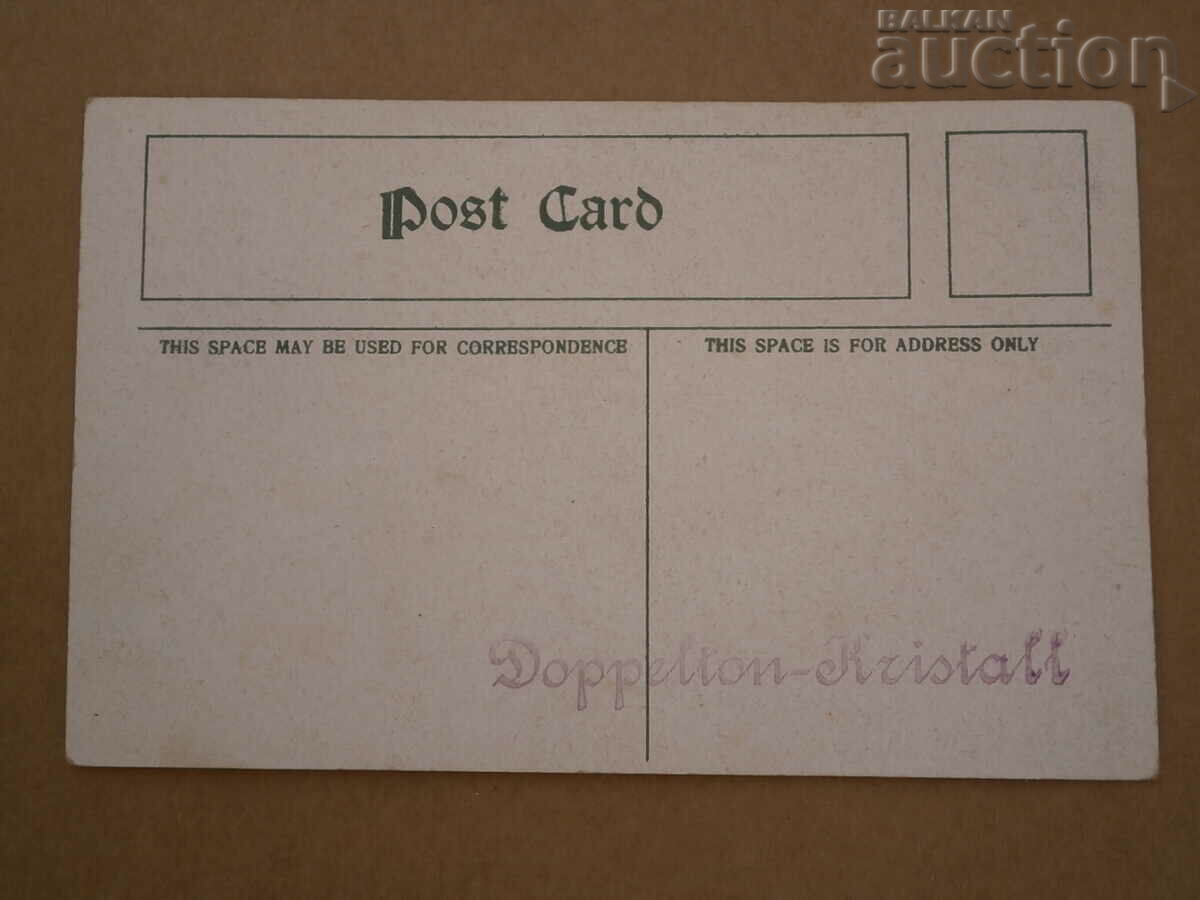 BALKAN
auction
Post Card
THIS SPACE MAY BE USED FOR CORRESPONDENCE
THIS SPACE IS FOR ADDRESS ONLY
Doppelton-Kristall